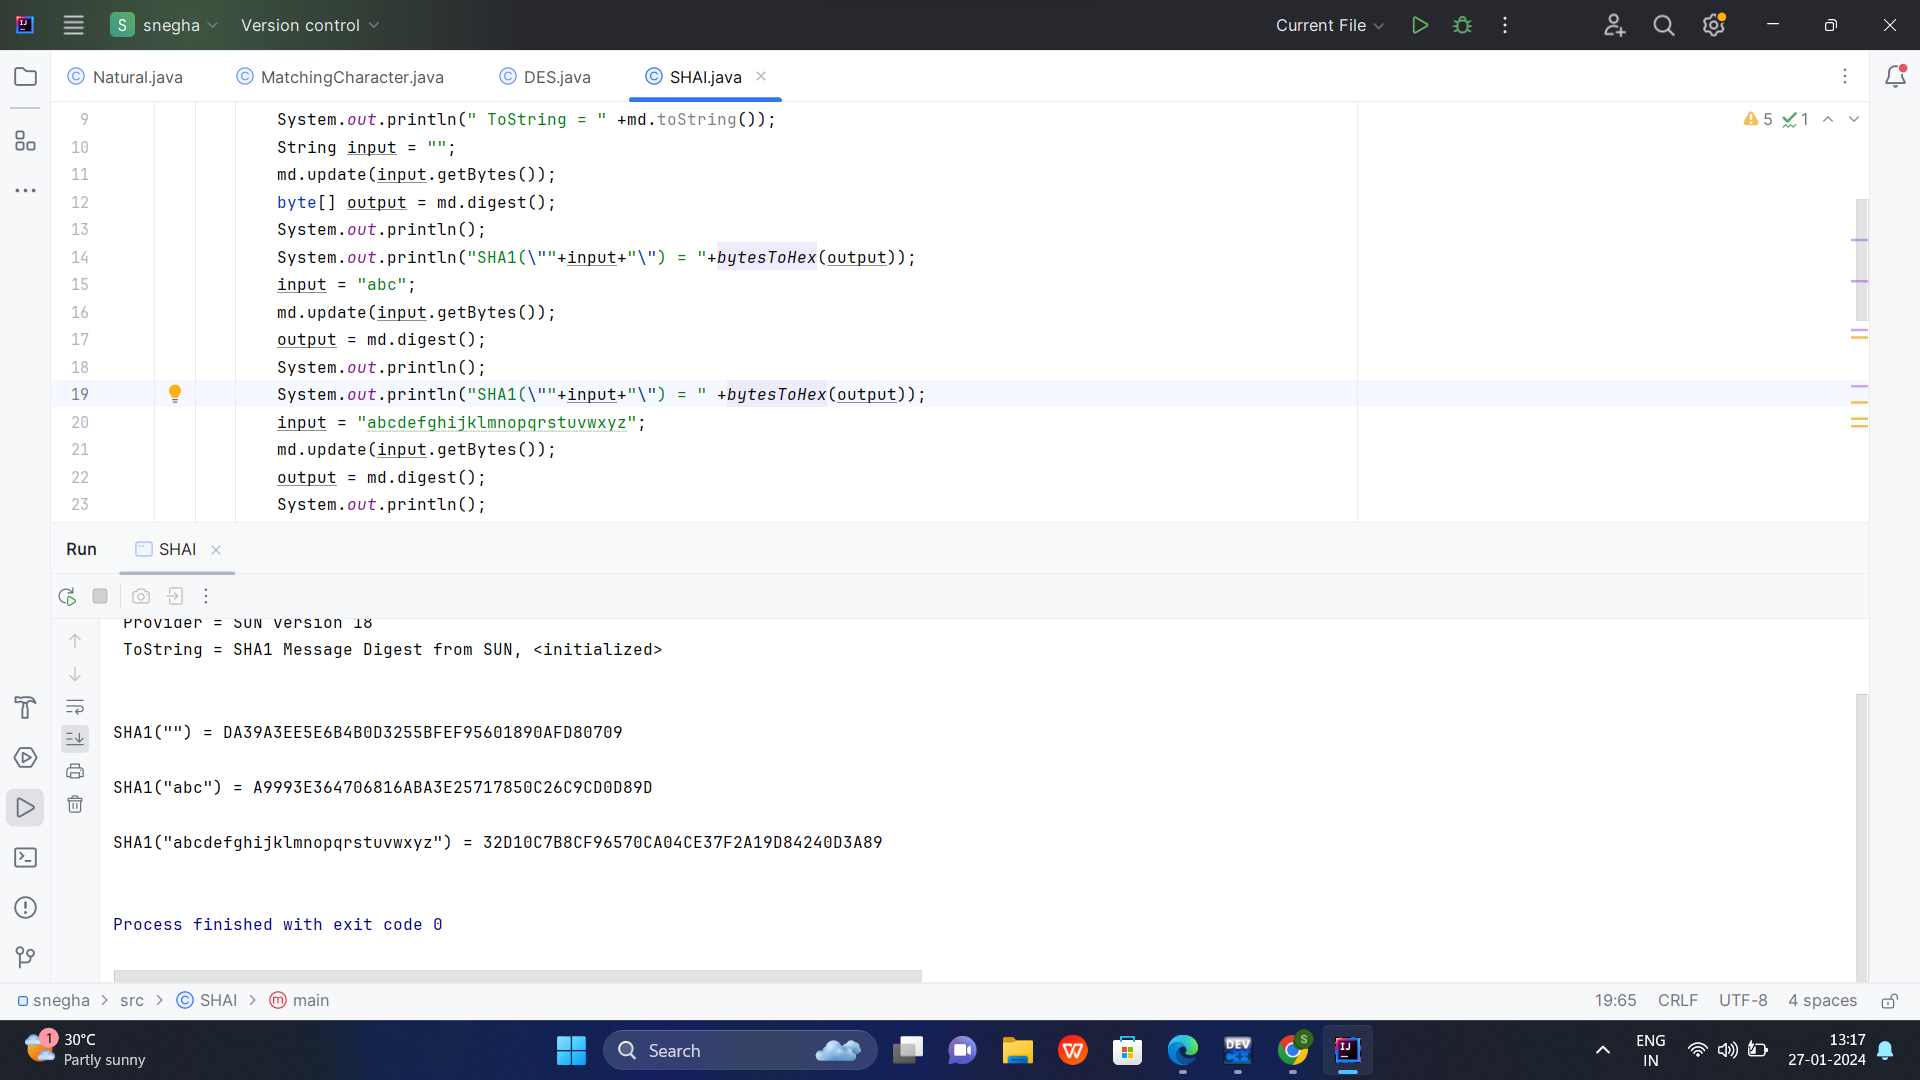 S snegha Version control Current File
Natural.java MatchingCharacter.java DES.java SHAI.java
9 System.out.println(" ToString = " +md.toString());
10 String input = "";
11 md.update(input.getBytes());
12 byte[] output = md.digest();
13 System.out.println();
14 System.out.println("SHA1(\""+input+"\") = "+bytesToHex(output));
15 input = "abc";
16 md.update(input.getBytes());
17 output = md.digest();
18 System.out.println();
19 System.out.println("SHA1(\""+input+"\") = " +bytesToHex(output));
20 input = "abcdefghijklmnopqrstuvwxyz";
21 md.update(input.getBytes());
22 output = md.digest();
23 System.out.println();
5 1
Run SHAI
Provider = SUN version 18
ToString = SHA1 Message Digest from SUN, <initialized>
SHA1("") = DA39A3EE5E6B4B0D3255BFEF95601890AFD80709
SHA1("abc") = A9993E364706816ABA3E25717850C26C9CD0D89D
SHA1("abcdefghijklmnopqrstuvwxyz") = 32D10C7B8CF96570CA04CE37F2A19D84240D3A89
Process finished with exit code 0
snegha > src > SHAI > main 19:65 CRLF UTF-8 4 spaces
1 30°C
Partly sunny
Search
ENG
IN
13:17
27-01-2024